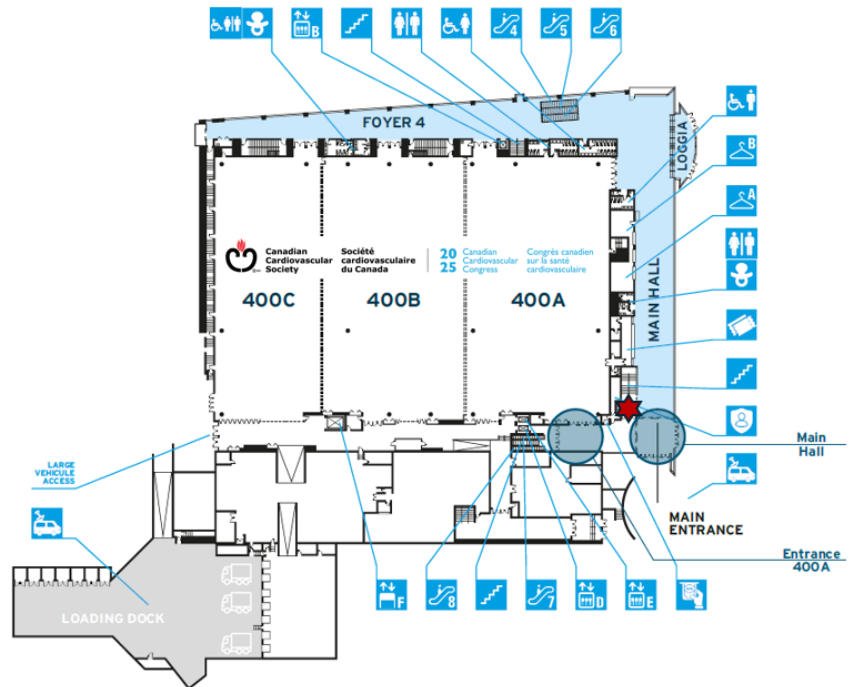 B
4
5
6
FOYER 4
LOGGIA
B
A
MAIN HALL
Canadian
Cardiovascular
Society
Société
cardiovasculaire
du Canada
20
25
Canadian
Cardiovascular
Congress
Congrès canadien
sur la santé
cardiovasculaire
400C
400B
400A
LARGE
VEHICULE
ACCESS
Main
Hall
MAIN
ENTRANCE
Entrance
400A
LOADING DOCK
F
8
7
D
E